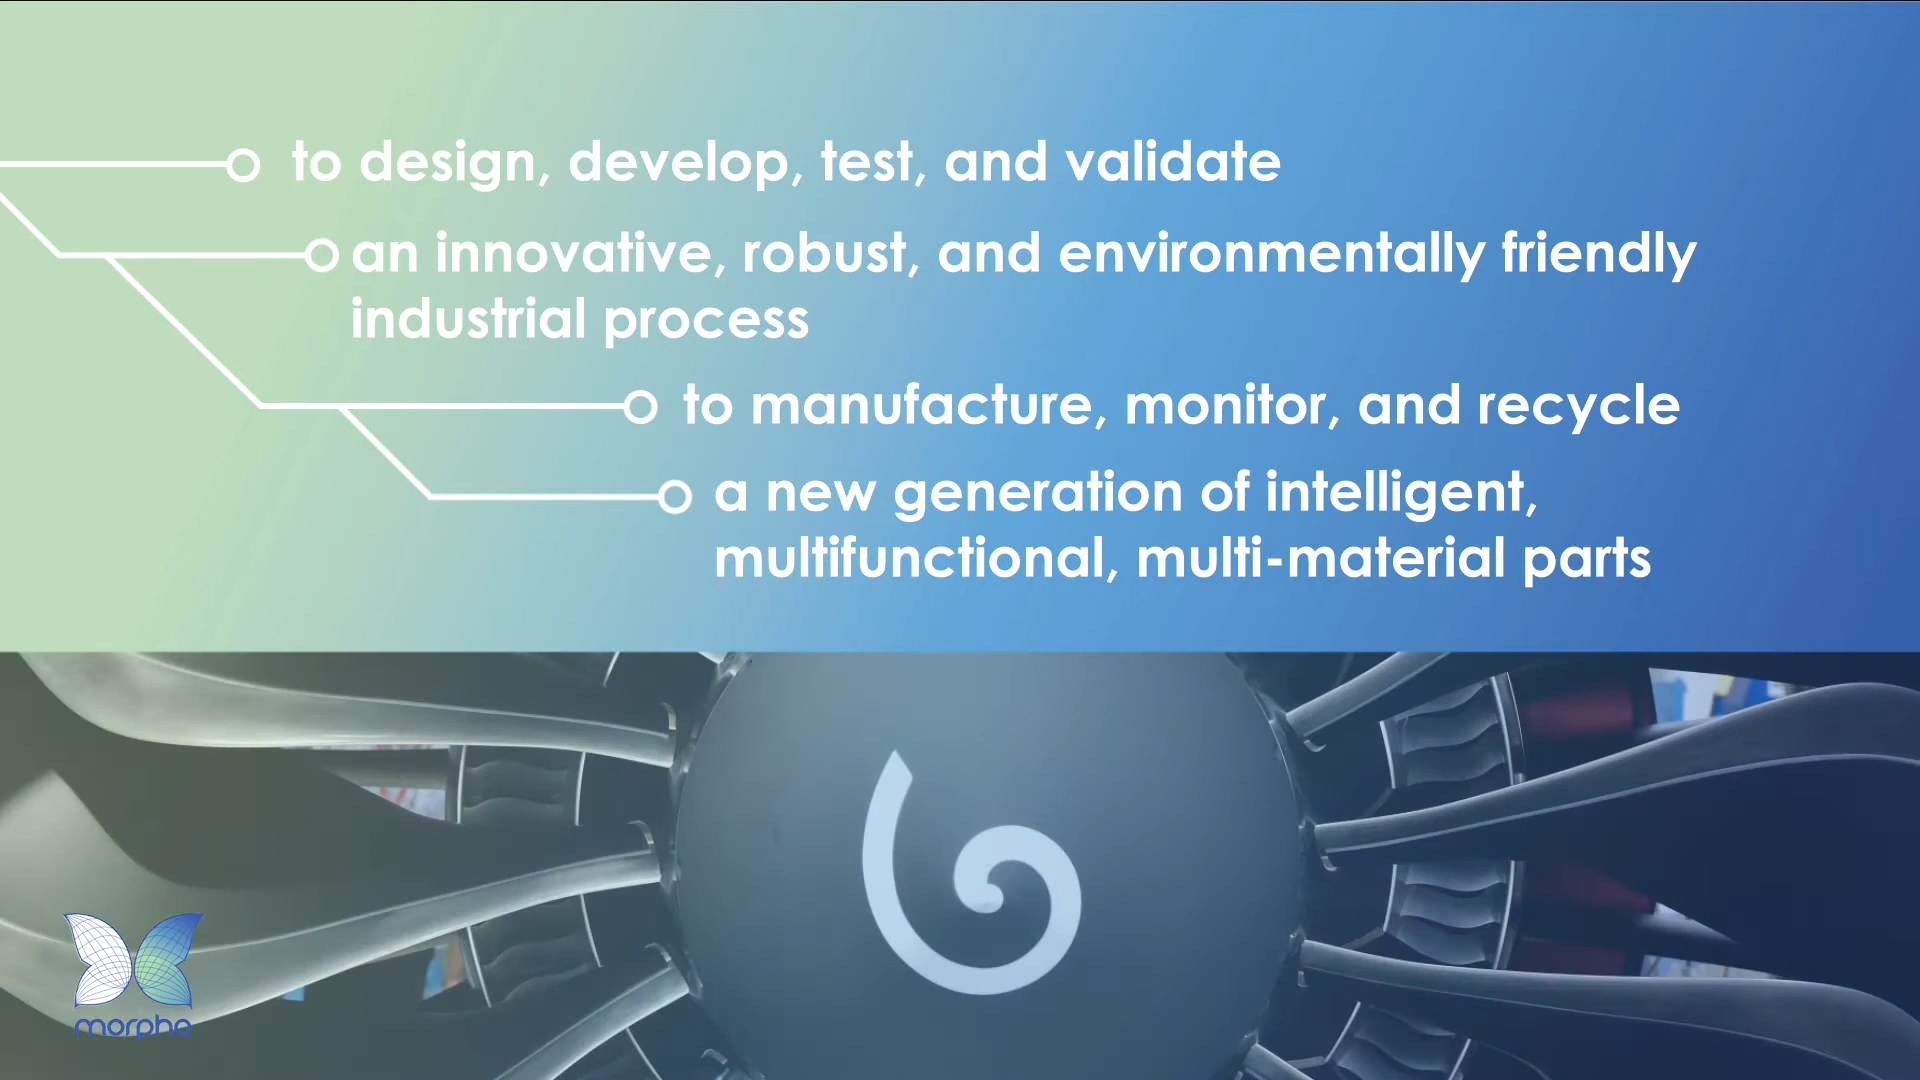 to design, develop, test, and validate
an innovative, robust, and environmentally friendly
industrial process
to manufacture, monitor, and recycle
a new generation of intelligent,
multifunctional, multi-material parts
morpho